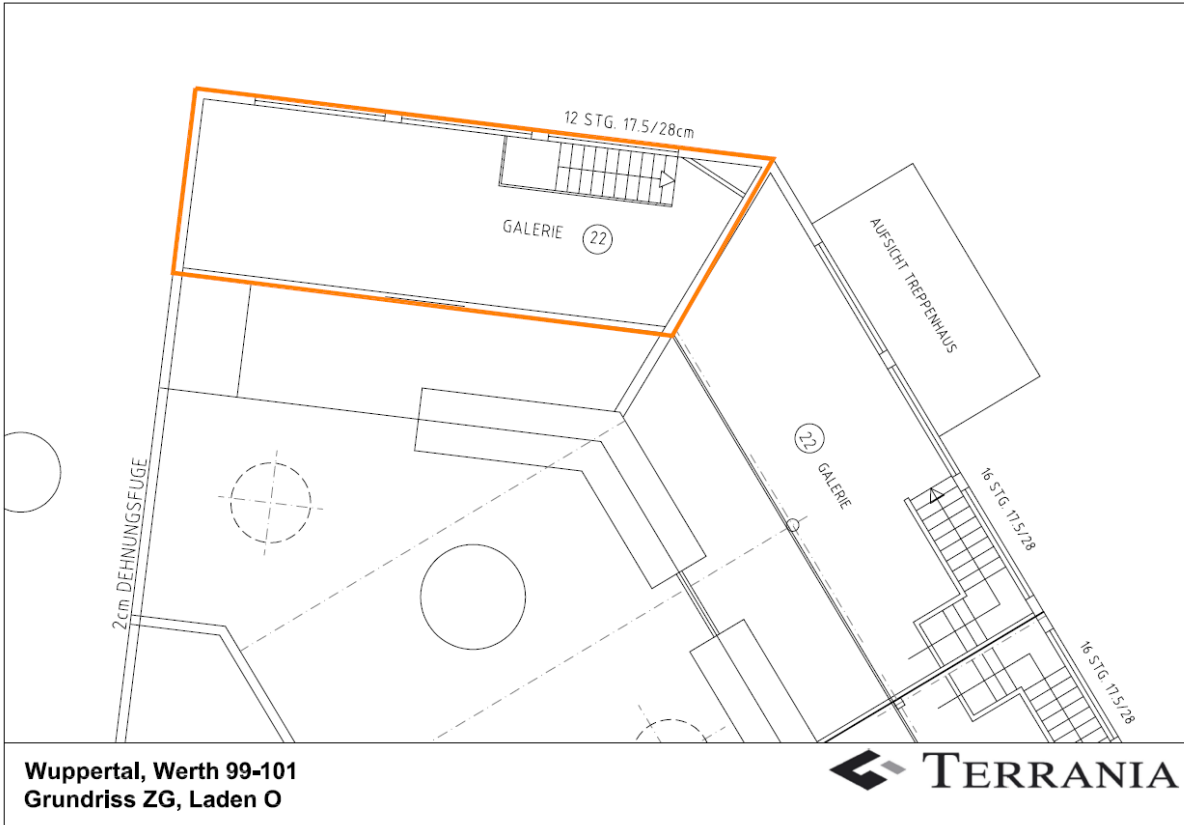 12 STG. 17.5/28cm
GALERIE 22
AUFSICHT TREPPENHAUS
22 GALERIE
2cm DEHNUNGSFUGE
16 STG. 17.5/28
16 STG. 17.5/28
Wuppertal, Werth 99-101
Grundriss ZG, Laden O
TERRANIA